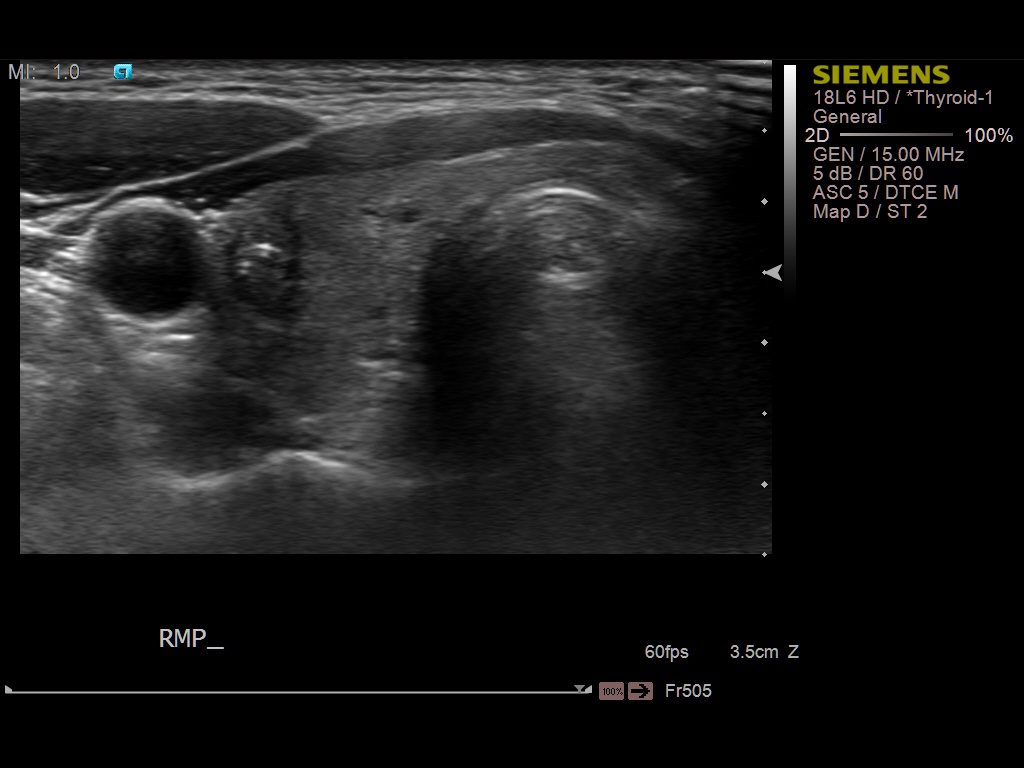 MI: 1.0
SIEMENS
18L6 HD / *Thyroid-1
General
2D 100%
GEN / 15.00 MHz
5 dB / DR 60
ASC 5 / DTCE M
Map D / ST 2
RMP_
60fps 3.5cm Z
100% Fr505